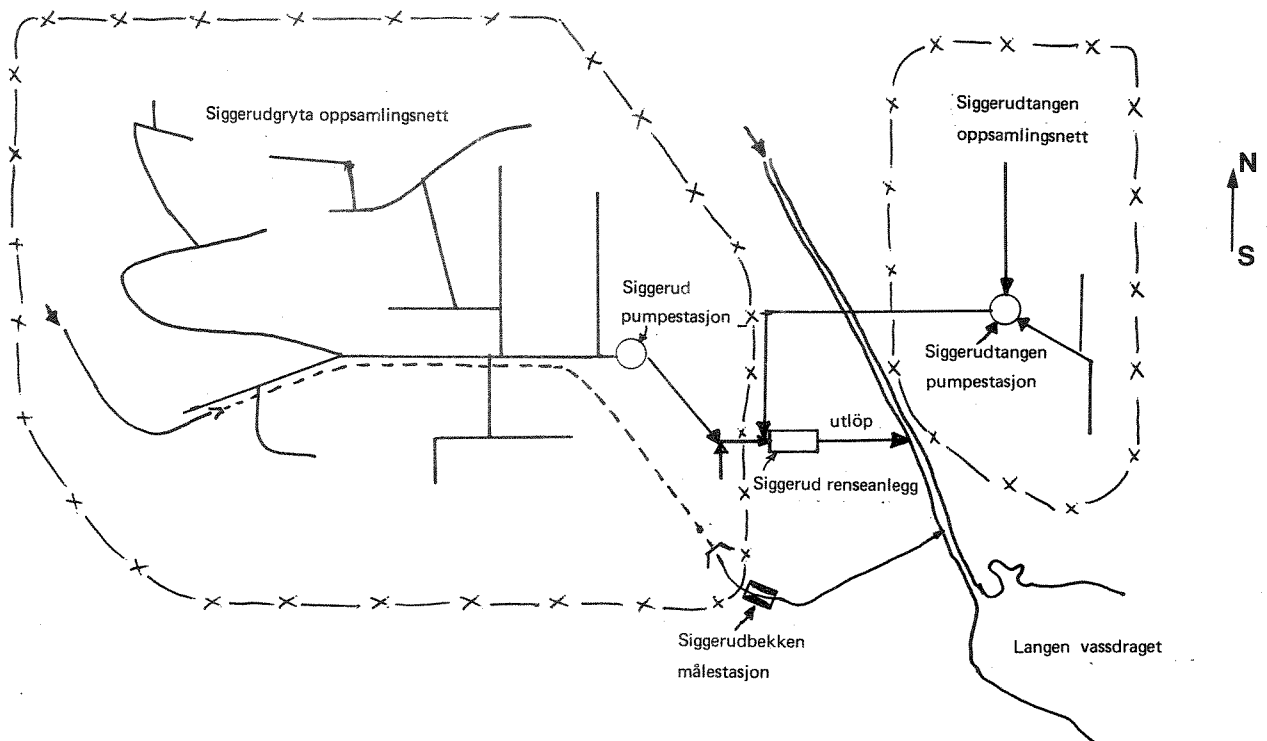 Siggerudgryta oppsamlingsnett
Siggerudtangen
oppsamlingsnett
N
S
Siggerud
pumpestasjon
Siggerudtangen
pumpestasjon
utlöp
Siggerud renseanlegg
Siggerudbekken
målestasjon
Langen vassdraget